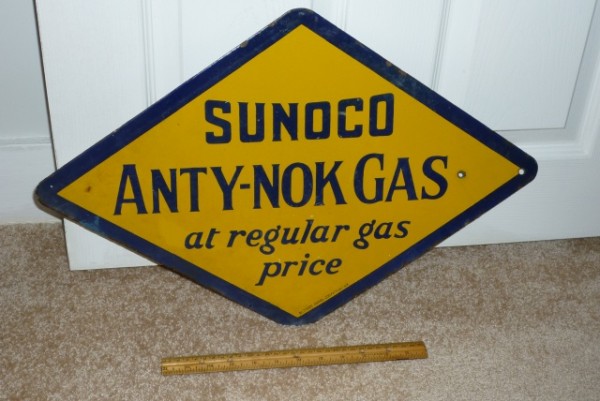 SUNOCO
ANTY-NOK GAS
at regular gas
price